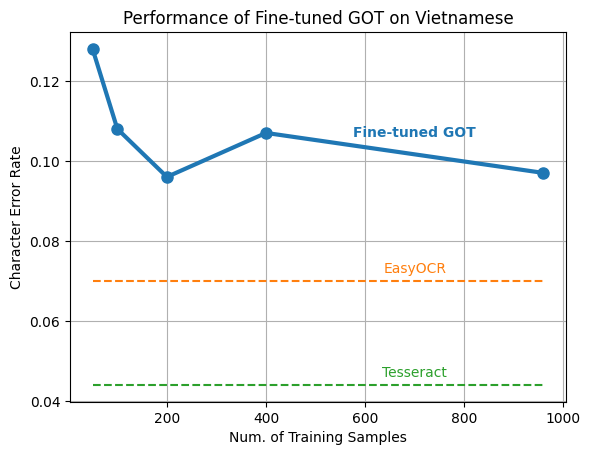 Performance of Fine-tuned GOT on Vietnamese
Character Error Rate
0.12
0.10
0.08
0.06
0.04
Fine-tuned GOT
EasyOCR
Tesseract
200
400
600
800
1000
Num. of Training Samples